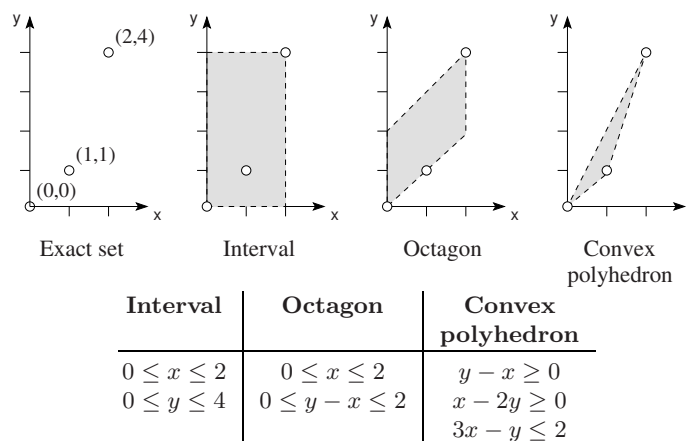 y y y y
(2,4)
(1,1)
(0,0)
x x x x
Exact set Interval Octagon Convex
polyhedron
Interval Octagon Convex
polyhedron
0 ≤ x ≤ 2 0 ≤ x ≤ 2 y − x ≥ 0
0 ≤ y ≤ 4 0 ≤ y − x ≤ 2 x − 2y ≥ 0
3x − y ≤ 2